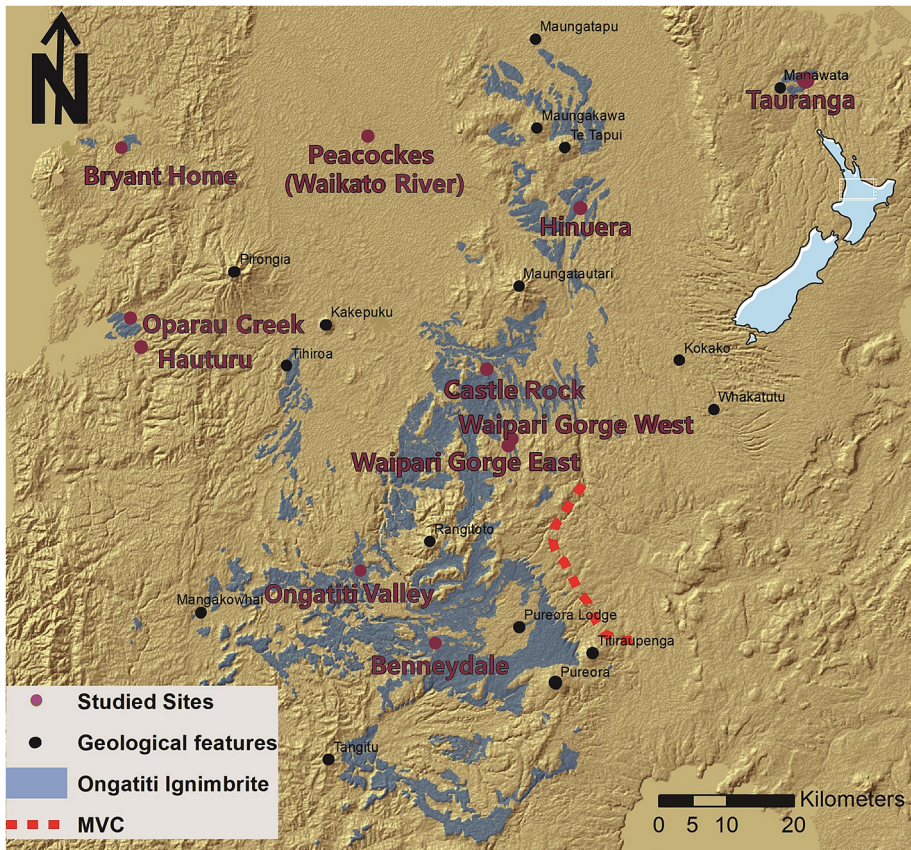 N
Maungatapu
Manawata
Tauranga
Maungakawa
Te Tapui
Peacockes
(Waikato River)
Bryant Home
Hinuera
Pirongia
Maungatautari
Oparau Creek
Kakepuku
Hauturu
Tihiroa
Kokako
Castle Rock
Whakatutu
Waipari Gorge West
Waipari Gorge East
Rangitoto
Ongatiti Valley
Mangakowhai
Pureora Lodge
Titiraupenga
Benneydale
Pureora
Tangitu
Studied Sites
Geological features
Ongatiti Ignimbrite
MVC
Kilometers
0 5 10 20